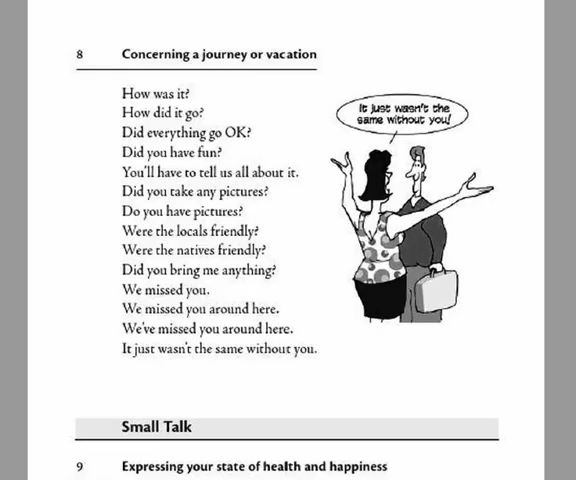 8 Concerning a journey or vacation
How was it?
How did it go?
Did everything go OK?
Did you have fun?
You'll have to tell us all about it.
Did you take any pictures?
Do you have pictures?
Were the locals friendly?
Were the natives friendly?
Did you bring me anything?
We missed you.
We missed you around here.
We've missed you around here.
It just wasn't the same without you.
It just wasn't the
same without you!
Small Talk
9 Expressing your state of health and happiness